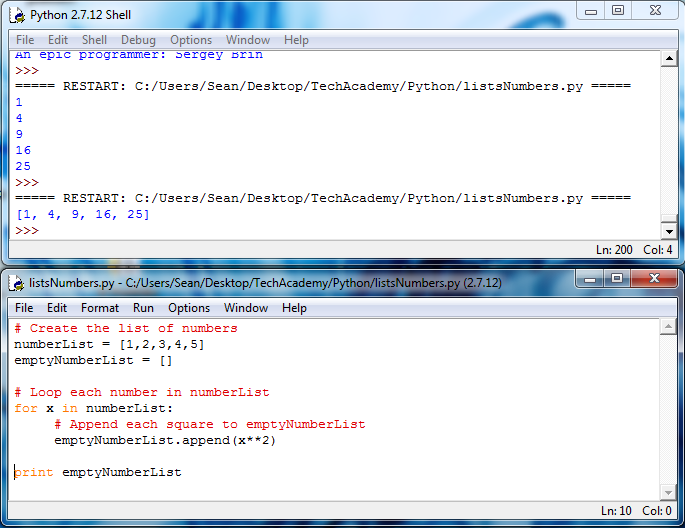 Python 2.7.12 Shell
File Edit Shell Debug Options Window Help
An epic programmer: Sergey Brin
>>>
===== RESTART: C:/Users/Sean/Desktop/TechAcademy/Python/listsNumbers.py =====
1
4
9
16
25
>>>
===== RESTART: C:/Users/Sean/Desktop/TechAcademy/Python/listsNumbers.py =====
[1, 4, 9, 16, 25]
>>>
Ln: 200 Col: 4
listsNumbers.py - C:/Users/Sean/Desktop/TechAcademy/Python/listsNumbers.py (2.7.12)
File Edit Format Run Options Window Help
# Create the list of numbers
numberList = [1,2,3,4,5]
emptyNumberList = []
# Loop each number in numberList
for x in numberList:
# Append each square to emptyNumberList
emptyNumberList.append(x**2)
print emptyNumberList
Ln: 10 Col: 0